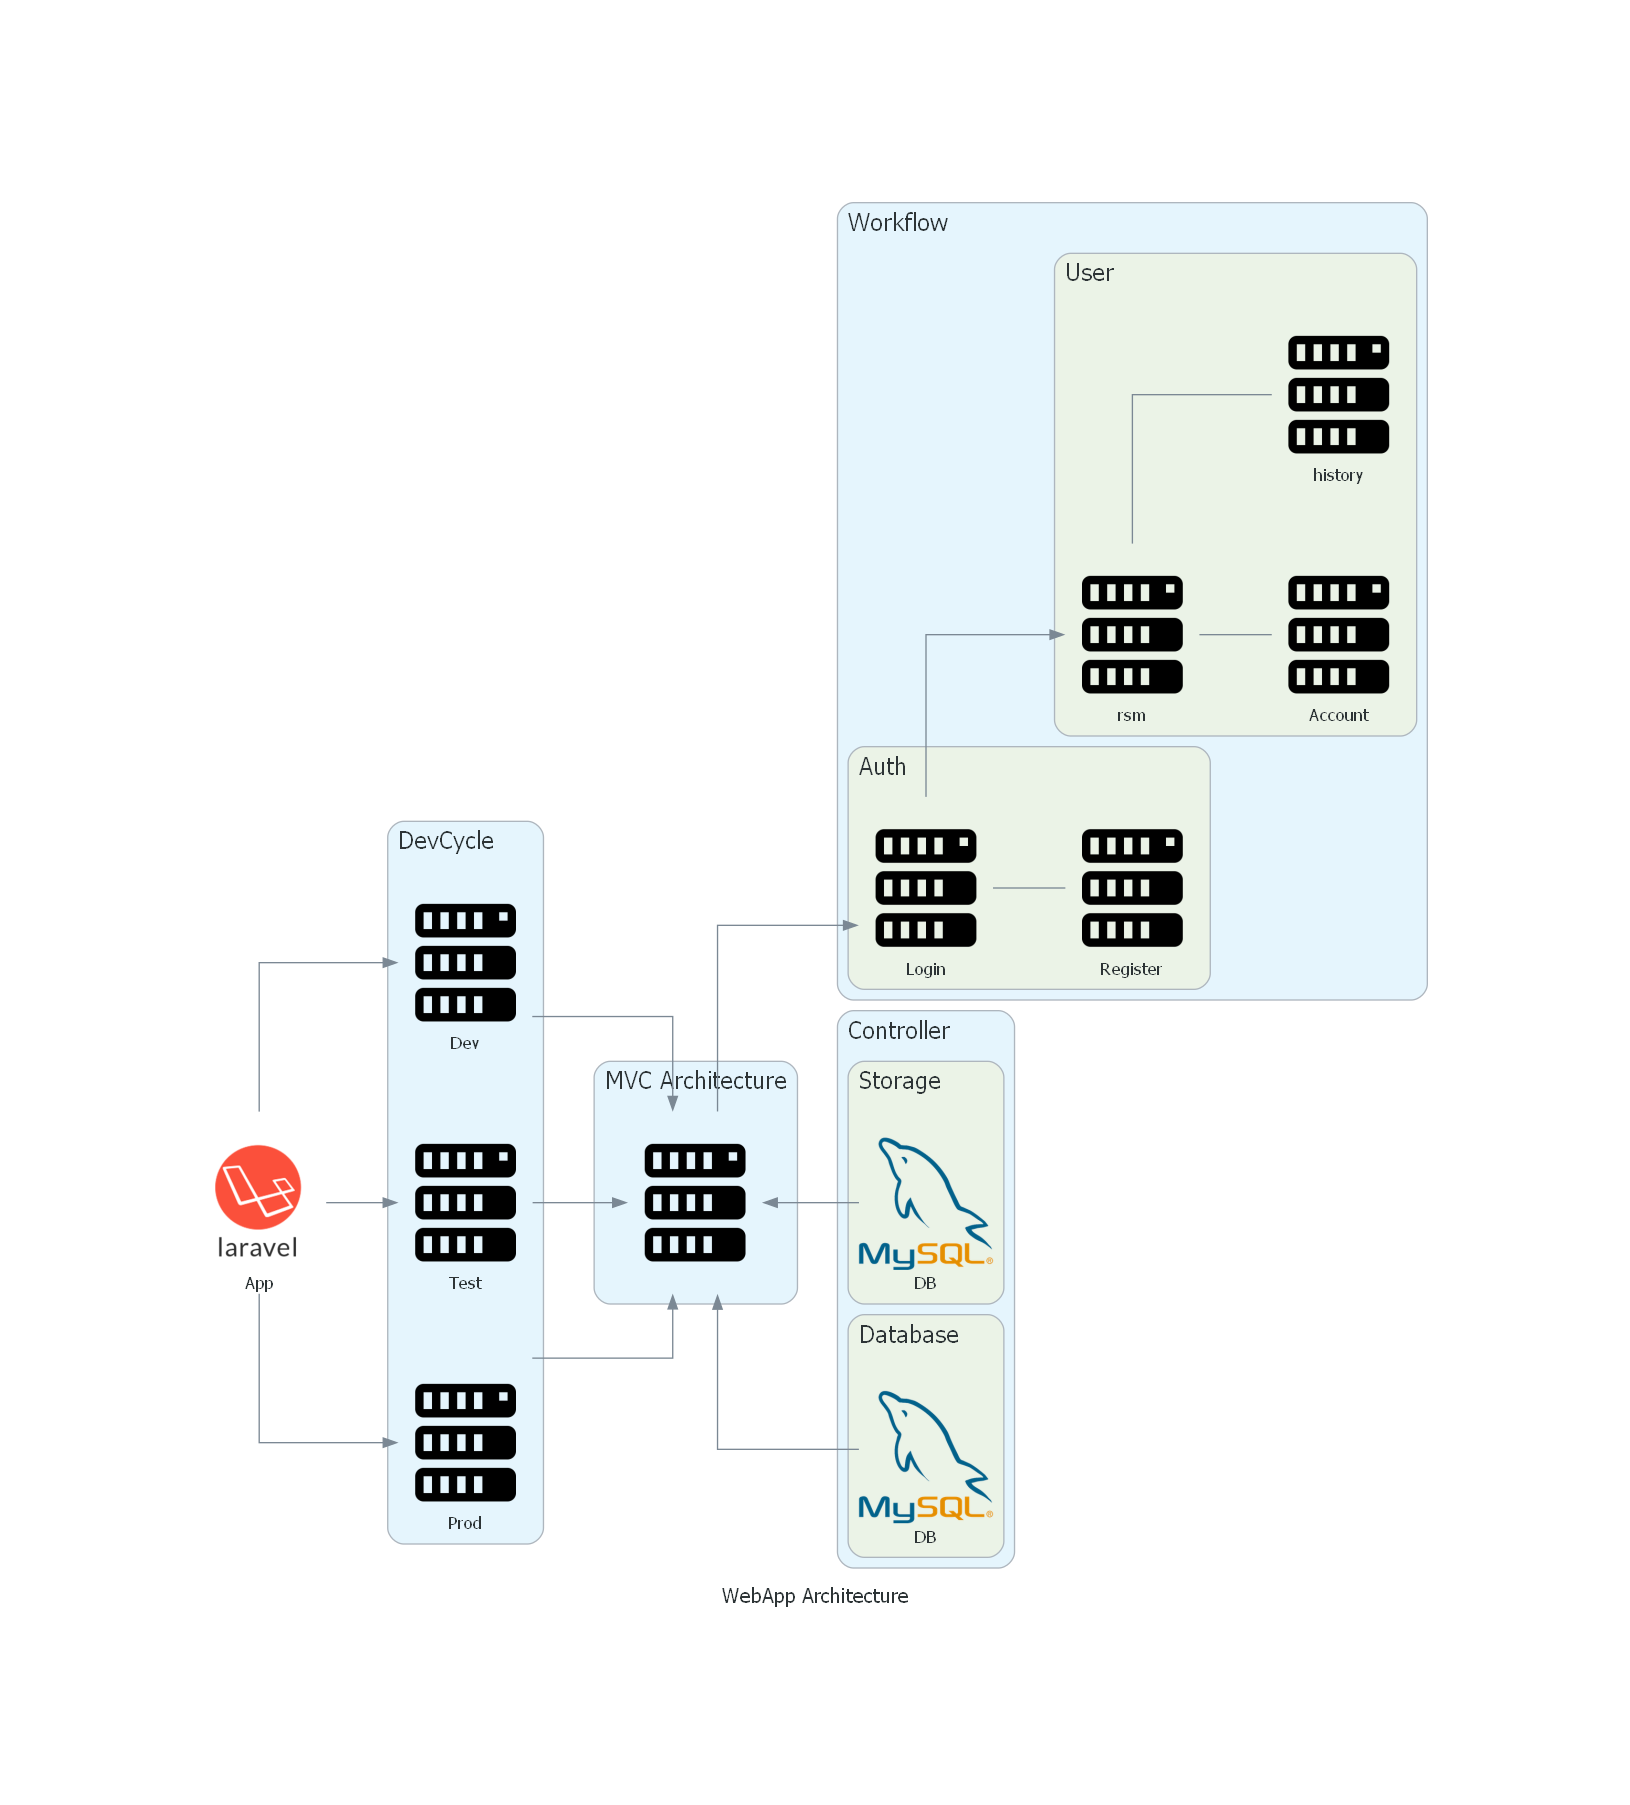 Workflow
User
history
rsm
Account
Auth
Login
Register
DevCycle
Dev
Test
Prod
laravel
App
MVC Architecture
Controller
Storage
MySQL®
DB
Database
MySQL®
DB
WebApp Architecture